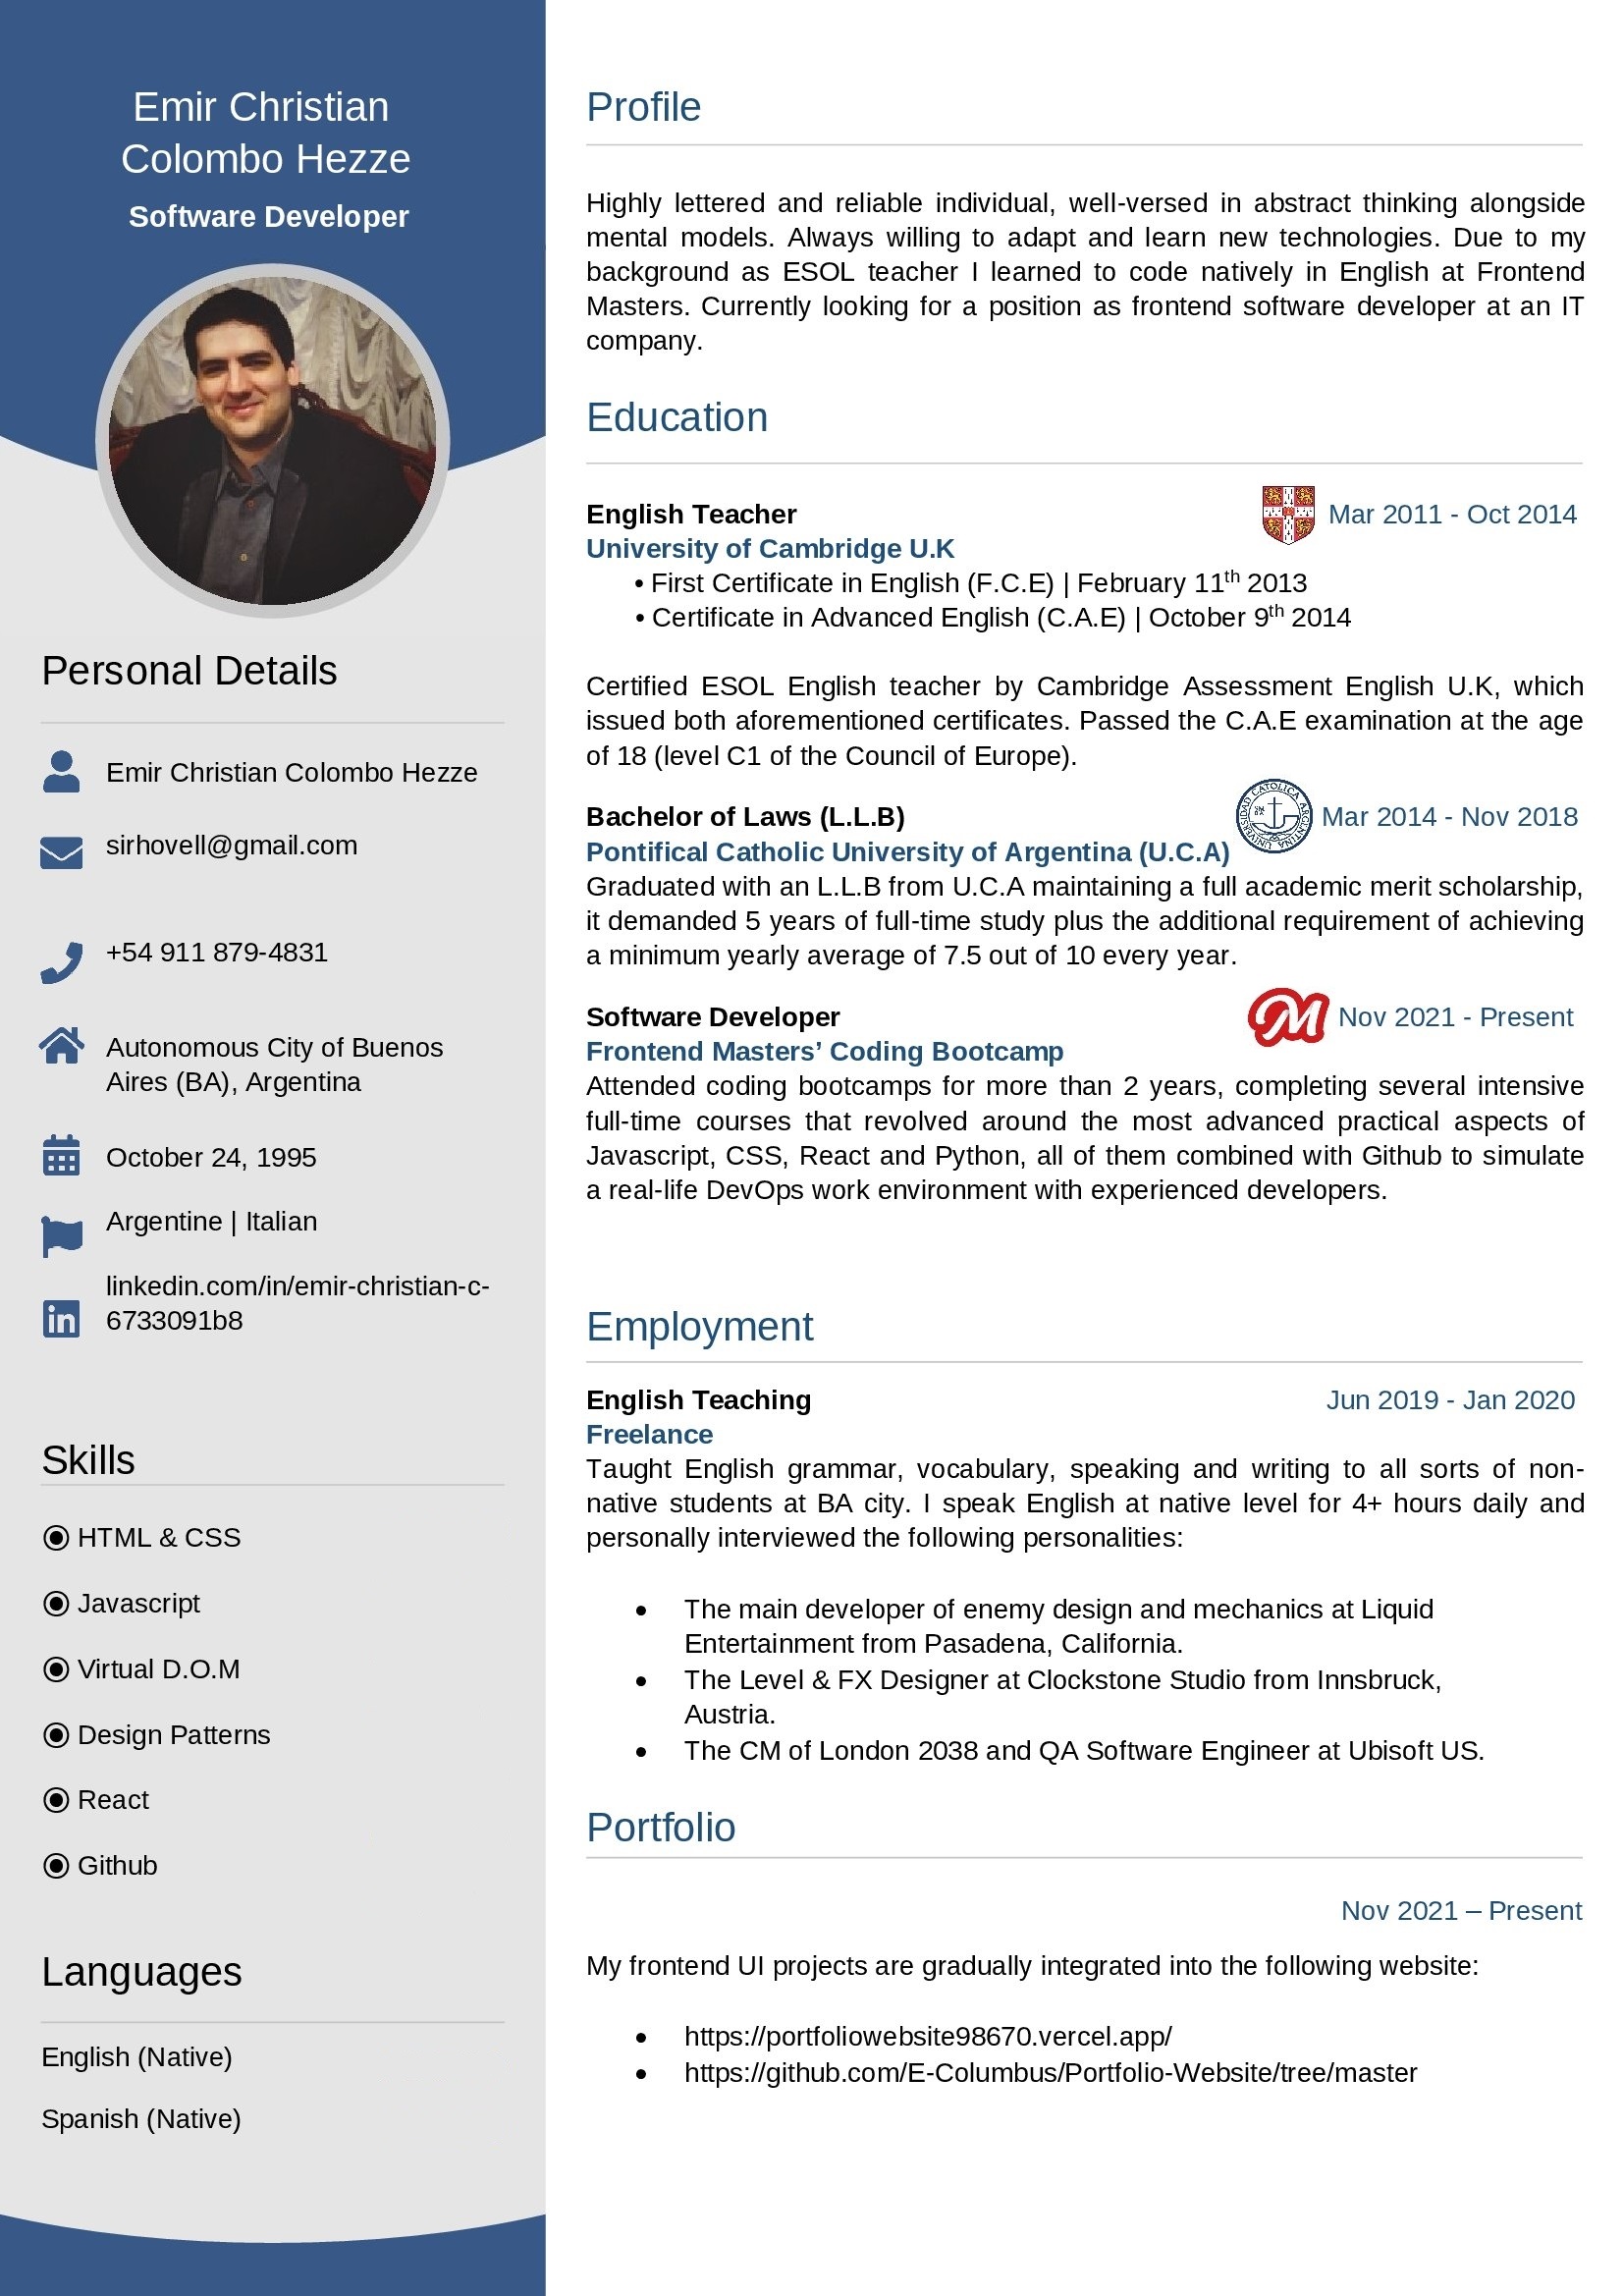 Emir Christian
Colombo Hezze
Software Developer
Personal Details
Emir Christian Colombo Hezze
sirhovell@gmail.com
+54 911 879-4831
Autonomous City of Buenos
Aires (BA), Argentina
October 24, 1995
Argentine | Italian
linkedin.com/in/emir-christian-c-
6733091b8
Skills
HTML & CSS
Javascript
Virtual D.O.M
Design Patterns
React
Github
Languages
English (Native)
Spanish (Native)
Profile
Highly lettered and reliable individual, well-versed in abstract thinking alongside
mental models. Always willing to adapt and learn new technologies. Due to my
background as ESOL teacher I learned to code natively in English at Frontend
Masters. Currently looking for a position as frontend software developer at an IT
company.
Education
English Teacher Mar 2011 - Oct 2014
University of Cambridge U.K
• First Certificate in English (F.C.E) | February 11th 2013
• Certificate in Advanced English (C.A.E) | October 9th 2014
Certified ESOL English teacher by Cambridge Assessment English U.K, which
issued both aforementioned certificates. Passed the C.A.E examination at the age
of 18 (level C1 of the Council of Europe).
Bachelor of Laws (L.L.B) Mar 2014 - Nov 2018
Pontifical Catholic University of Argentina (U.C.A)
UNIVERSIDAD CATOLICA ARGENTINA
Graduated with an L.L.B from U.C.A maintaining a full academic merit scholarship,
it demanded 5 years of full-time study plus the additional requirement of achieving
a minimum yearly average of 7.5 out of 10 every year.
Software Developer M Nov 2021 - Present
Frontend Masters’ Coding Bootcamp
Attended coding bootcamps for more than 2 years, completing several intensive
full-time courses that revolved around the most advanced practical aspects of
Javascript, CSS, React and Python, all of them combined with Github to simulate
a real-life DevOps work environment with experienced developers.
Employment
English Teaching Jun 2019 - Jan 2020
Freelance
Taught English grammar, vocabulary, speaking and writing to all sorts of non-
native students at BA city. I speak English at native level for 4+ hours daily and
personally interviewed the following personalities:
• The main developer of enemy design and mechanics at Liquid
Entertainment from Pasadena, California.
• The Level & FX Designer at Clockstone Studio from Innsbruck,
Austria.
• The CM of London 2038 and QA Software Engineer at Ubisoft US.
Portfolio
Nov 2021 – Present
My frontend UI projects are gradually integrated into the following website:
• https://portfoliowebsite98670.vercel.app/
• https://github.com/E-Columbus/Portfolio-Website/tree/master